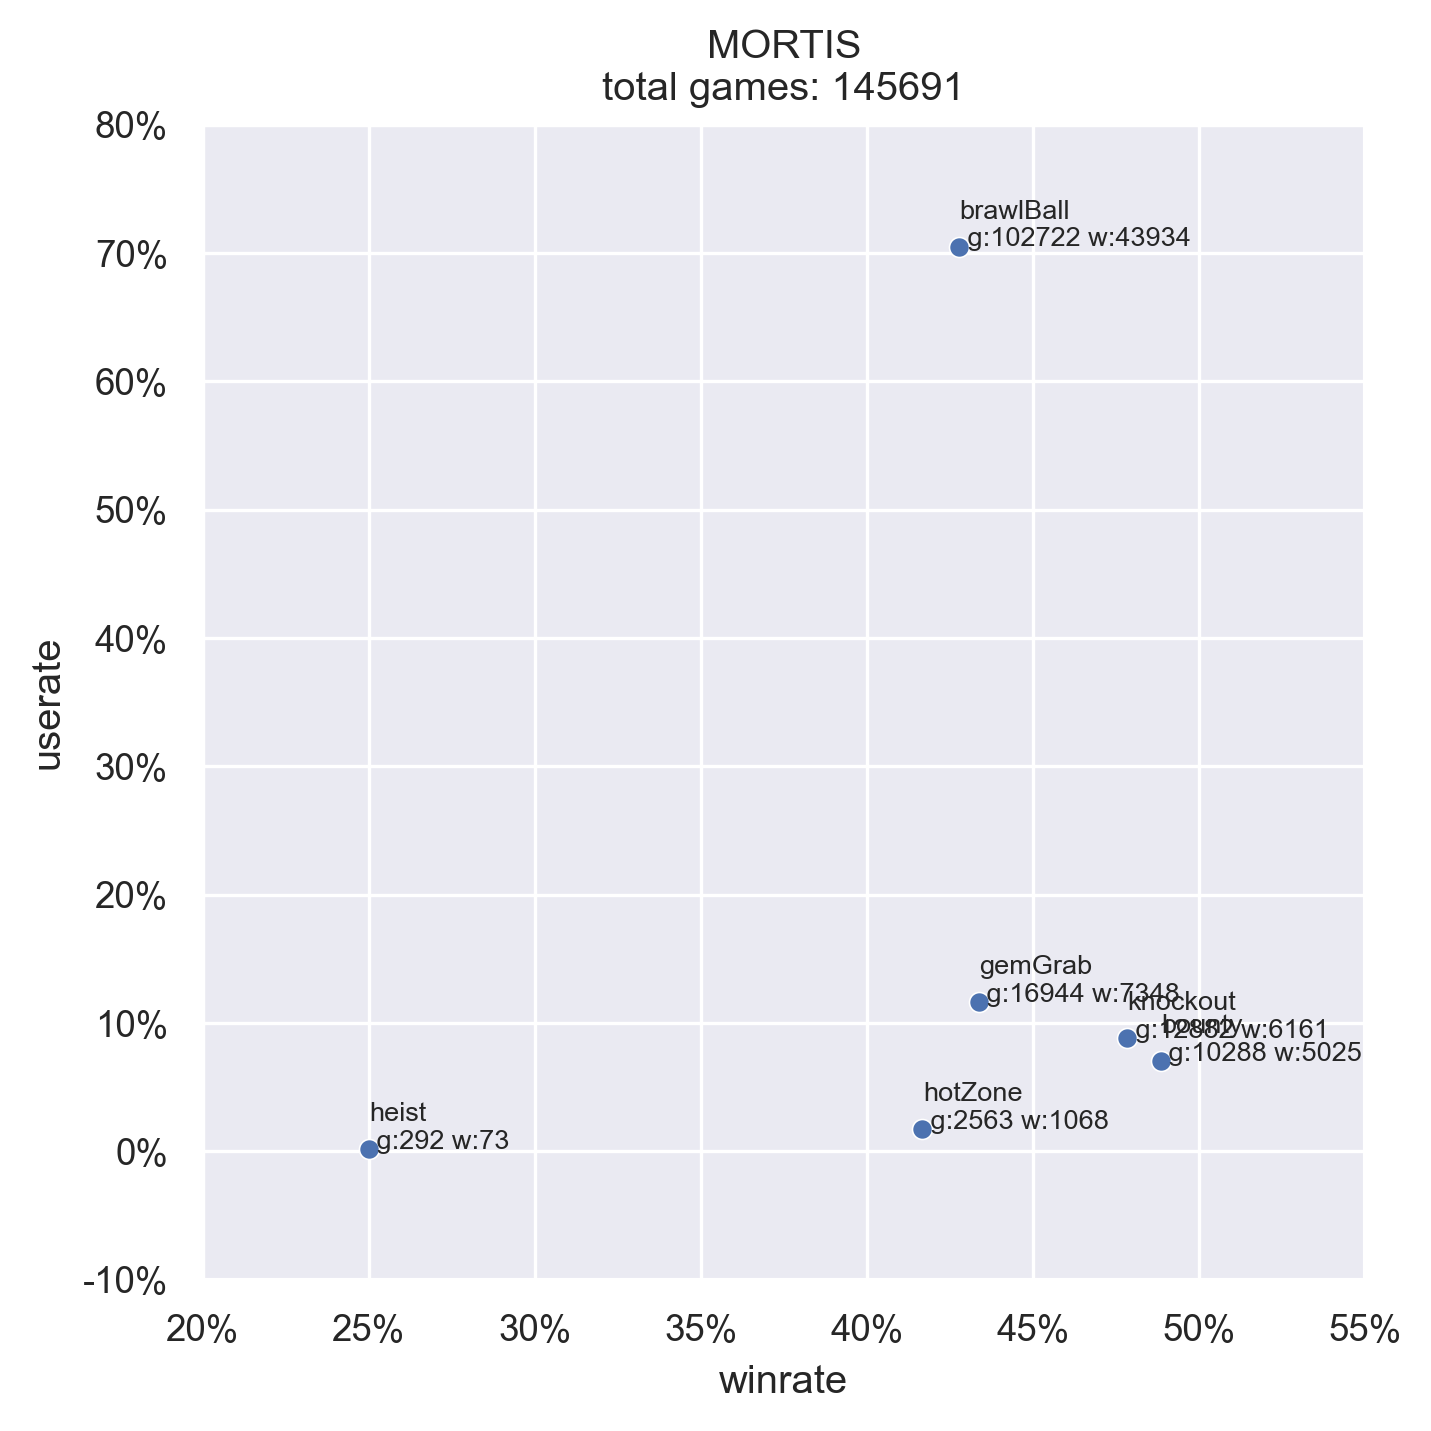 MORTIS
total games: 145691
80%
70%
60%
50%
40%
30%
20%
10%
0%
-10%
userate
brawlBall
g:102722 w:43934
gemGrab
g:16944 w:7348
knockout
g:12882 w:6161
bounty
g:10288 w:5025
hotZone
g:2563 w:1068
heist
g:292 w:73
20%
25%
30%
35%
40%
45%
50%
55%
winrate